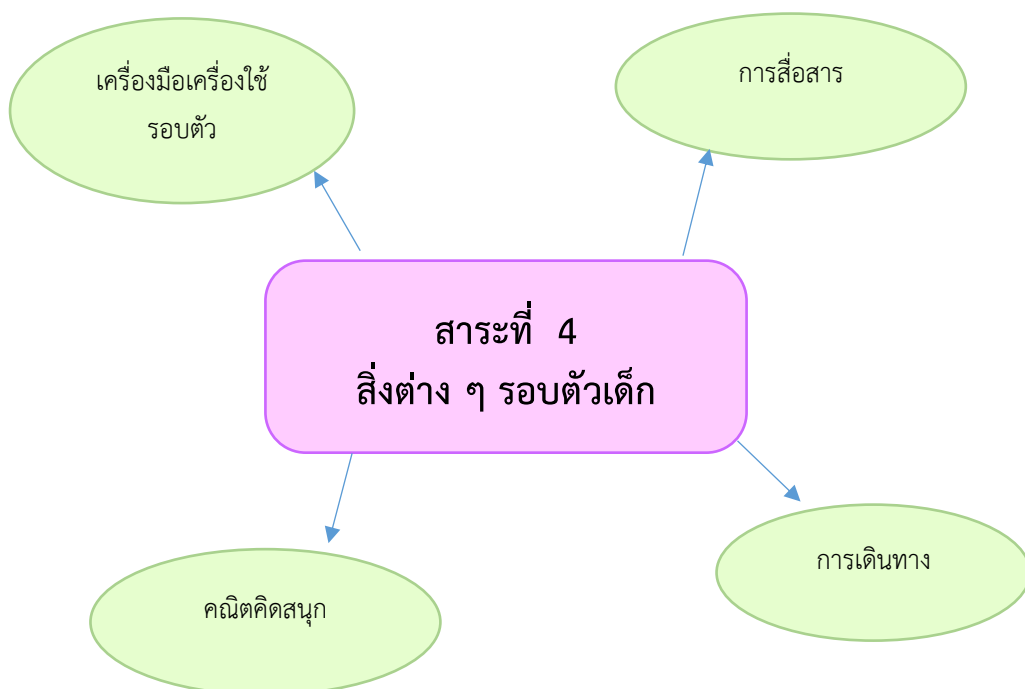 เครื่องมือเครื่องใช้
รอบตัว
การสื่อสาร
สาระที่ 4
สิ่งต่าง ๆ รอบตัวเด็ก
การเดินทาง
คณิตคิดสนุก